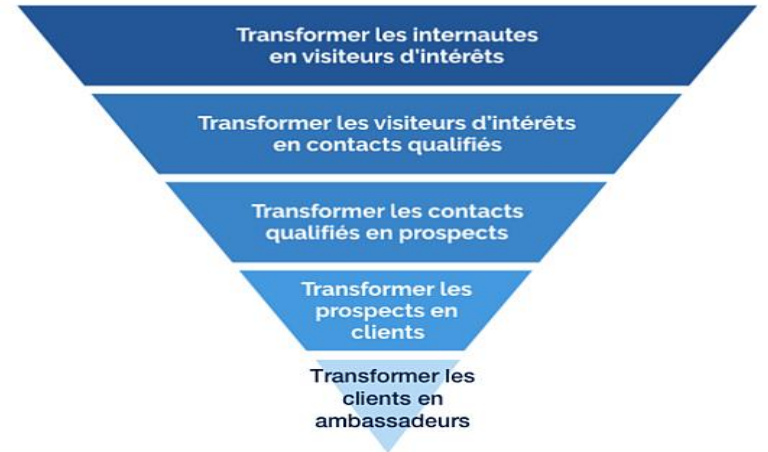 Transformer les internautes
en visiteurs d'intérêts
Transformer les visiteurs d'intérêts
en contacts qualifiés
Transformer les contacts
qualifiés en prospects
Transformer les
prospects en
clients
Transformer les
clients en
ambassadeurs